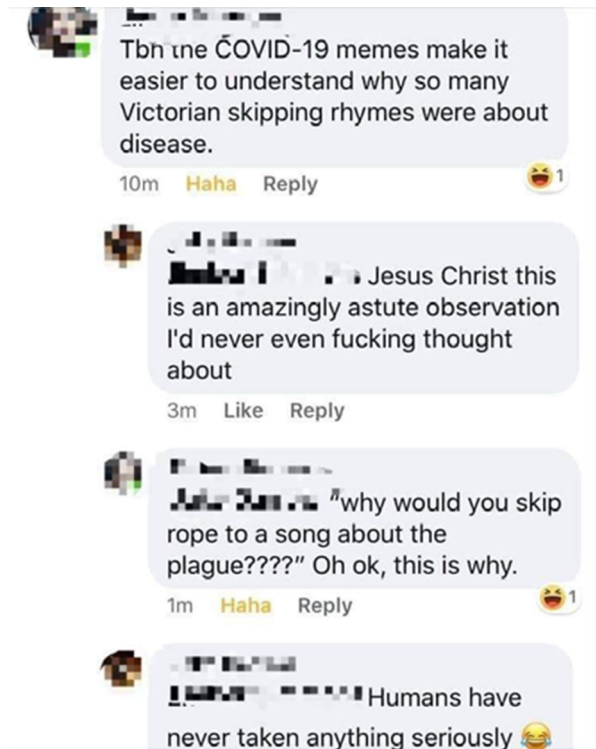 Tbh the COVID-19 memes make it
easier to understand why so many
Victorian skipping rhymes were about
disease.
10m Haha Reply
1
Jesus Christ this
is an amazingly astute observation
I'd never even fucking thought
about
3m Like Reply
"why would you skip
rope to a song about the
plague????" Oh ok, this is why.
1m Haha Reply
1
Humans have
never taken anything seriously 😂